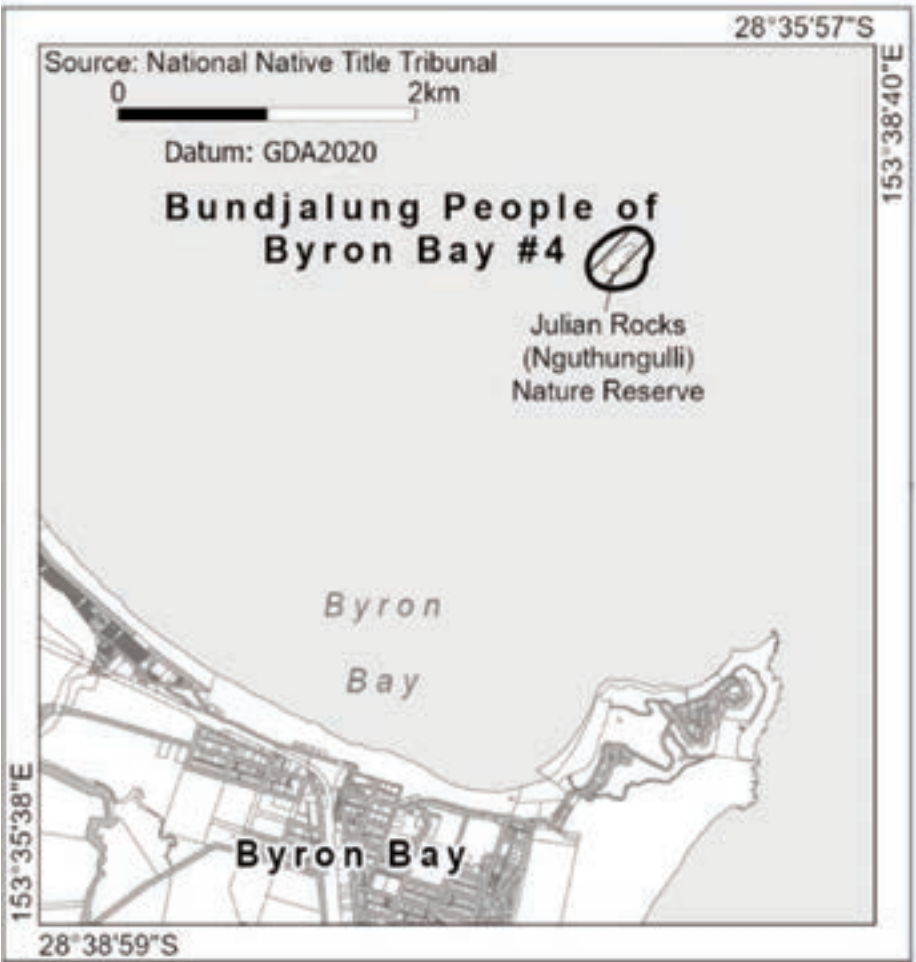 28°35'57"S
153°38'40"E
Source: National Native Title Tribunal
0 2km
Datum: GDA2020
Bundjalung People of
Byron Bay #4
Julian Rocks
(Nguthungulli)
Nature Reserve
Byron
Bay
Byron Bay
153°35'38"E
28°38'59"S